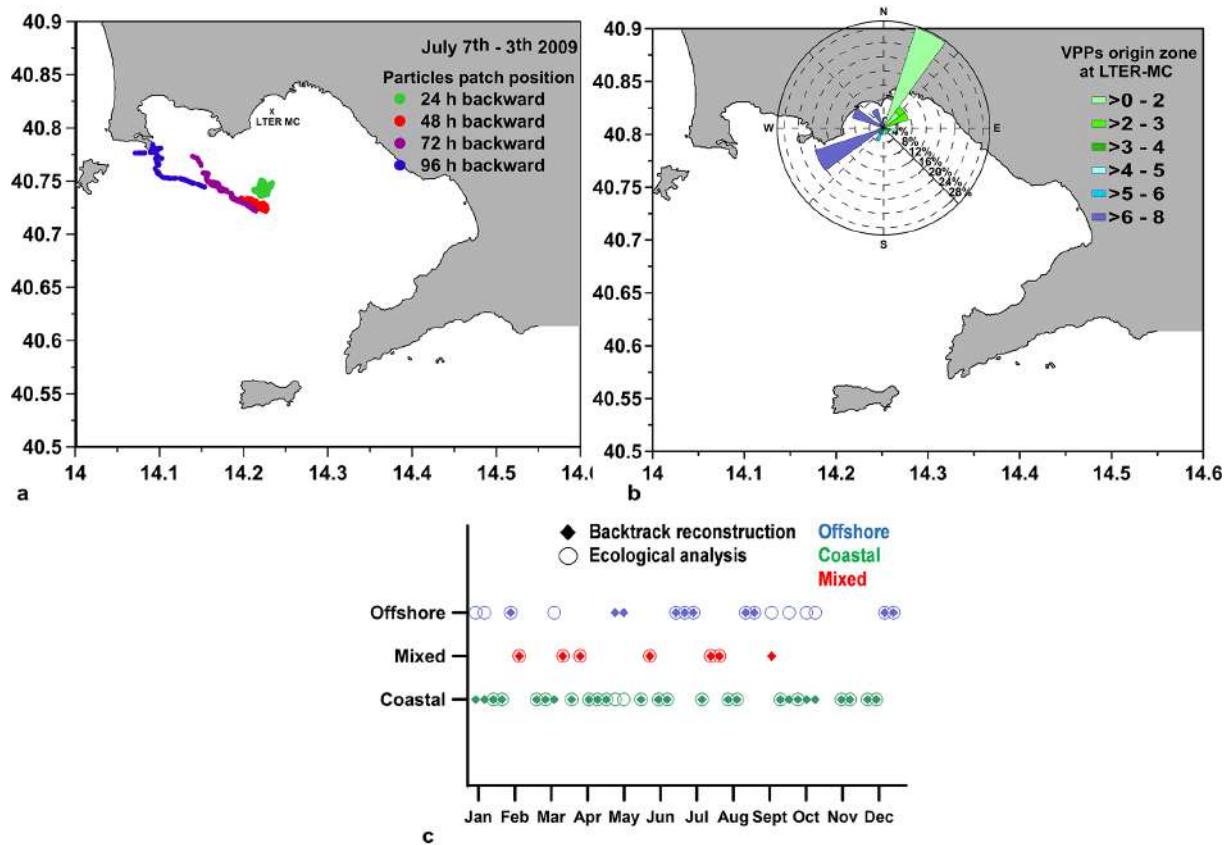 40.9
40.85
40.8
40.75
40.7
40.65
40.6
40.55
40.5
14
14.1
14.2
14.3
14.4
14.5
14.6
July 7th - 3th 2009
Particles patch position
24 h backward
48 h backward
72 h backward
96 h backward
x
LTER MC
a
40.9
40.85
40.8
40.75
40.7
40.65
40.6
40.55
40.5
14
14.1
14.2
14.3
14.4
14.5
14.6
N
W
E
S
4%
8%
12%
16%
20%
24%
28%
VPPs origin zone
at LTER-MC
>0 - 2
>2 - 3
>3 - 4
>4 - 5
>5 - 6
>6 - 8
b
Backtrack reconstruction
Ecological analysis
Offshore
Coastal
Mixed
Offshore
Mixed
Coastal
Jan Feb Mar Apr May Jun Jul Aug Sept Oct Nov Dec
c